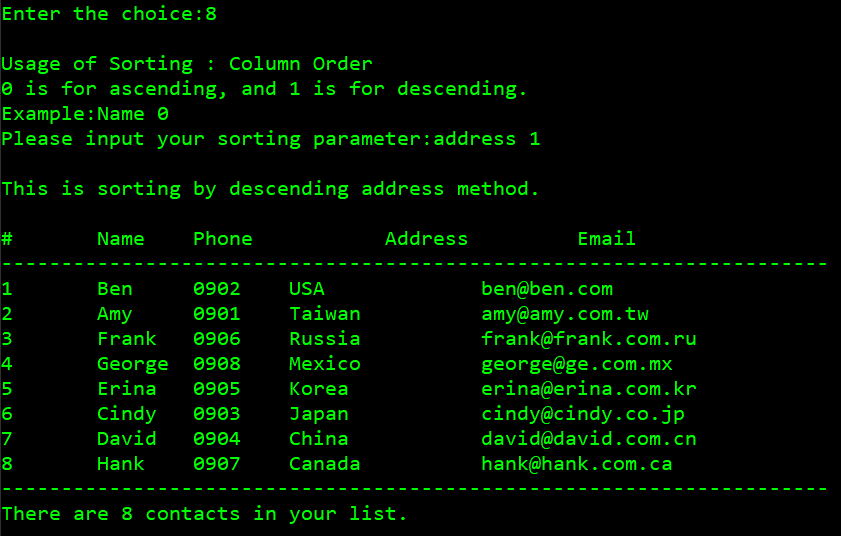 Enter the choice:8
Usage of Sorting : Column Order
0 is for ascending, and 1 is for descending.
Example:Name 0
Please input your sorting parameter:address 1
This is sorting by descending address method.
# Name Phone Address Email
---------------------------------------------------------------------
1 Ben 0902 USA ben@ben.com
2 Amy 0901 Taiwan amy@amy.com.tw
3 Frank 0906 Russia frank@frank.com.ru
4 George 0908 Mexico george@ge.com.mx
5 Erina 0905 Korea erina@erina.com.kr
6 Cindy 0903 Japan cindy@cindy.co.jp
7 David 0904 China david@david.com.cn
8 Hank 0907 Canada hank@hank.com.ca
---------------------------------------------------------------------
There are 8 contacts in your list.